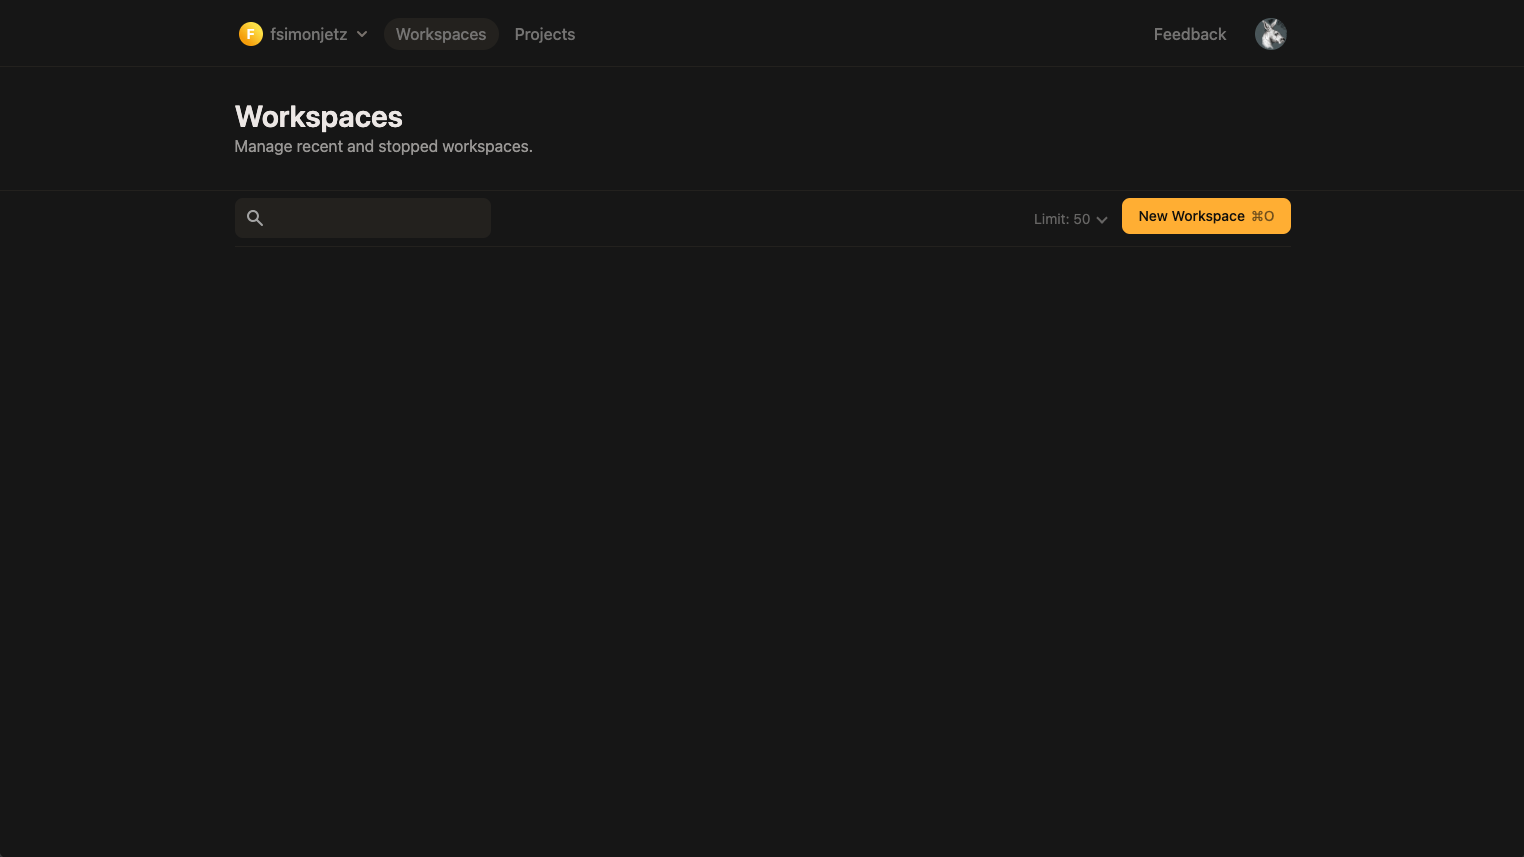 F fsimonjetz Workspaces Projects Feedback
Workspaces
Manage recent and stopped workspaces.
Limit: 50 New Workspace ⌘O